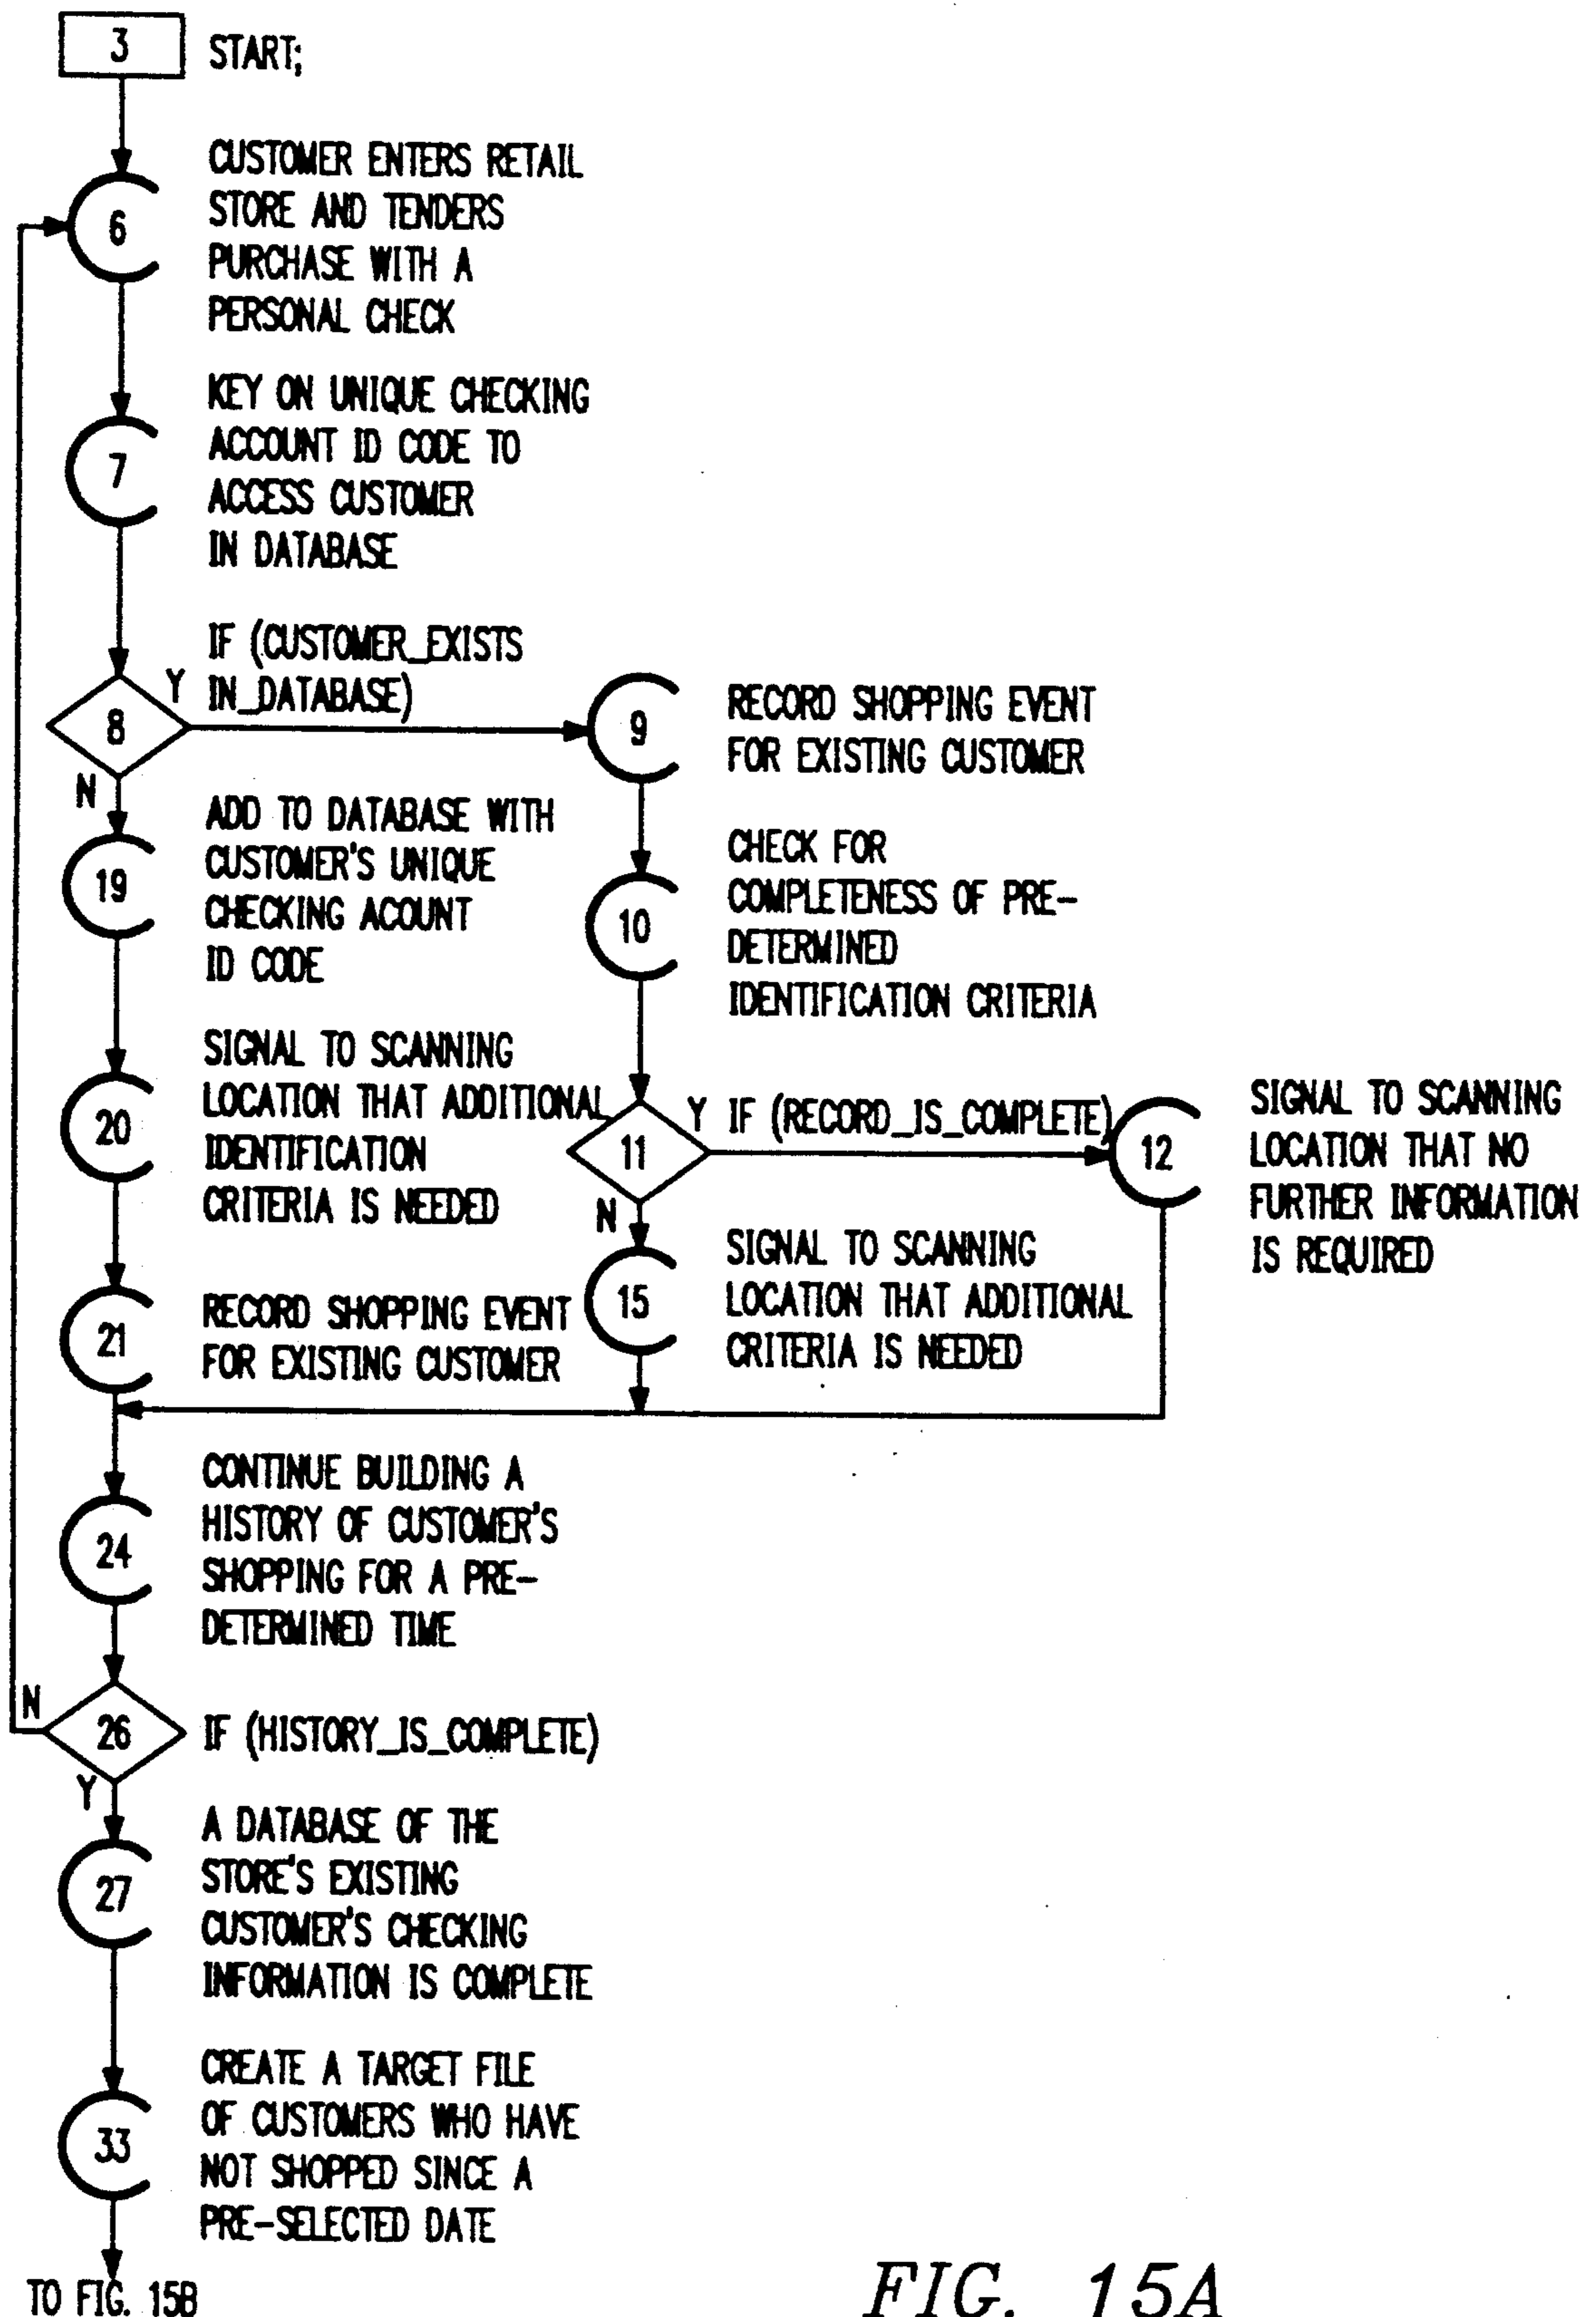 3 START;
CUSTOMER ENTERS RETAIL
STORE AND TENDERS
6
PURCHASE WITH A
PERSONAL CHECK
KEY ON UNIQUE CHECKING
ACCOUNT ID CODE TO
7
ACCESS CUSTOMER
IN DATABASE
IF (CUSTOMER_EXISTS
Y IN_DATABASE)
8
N
9
RECORD SHOPPING EVENT
FOR EXISTING CUSTOMER
ADD TO DATABASE WITH
CUSTOMER'S UNIQUE
19
CHECKING ACOUNT
ID CODE
CHECK FOR
COMPLETENESS OF PRE-
10
DETERMINED
IDENTIFICATION CRITERIA
SIGNAL TO SCANNING
LOCATION THAT ADDITIONAL
20
IDENTIFICATION
CRITERIA IS NEEDED
Y IF (RECORD_IS_COMPLETE)
11
N
12
SIGNAL TO SCANNING
LOCATION THAT NO
FURTHER INFORMATION
IS REQUIRED
SIGNAL TO SCANNING
15
LOCATION THAT ADDITIONAL
CRITERIA IS NEEDED
21
RECORD SHOPPING EVENT
FOR EXISTING CUSTOMER
CONTINUE BUILDING A
HISTORY OF CUSTOMER'S
24
SHOPPING FOR A PRE-
DETERMINED TIME
N
26 IF (HISTORY_IS_COMPLETE)
Y
A DATABASE OF THE
STORE'S EXISTING
27
CUSTOMER'S CHECKING
INFORMATION IS COMPLETE
CREATE A TARGET FILE
OF CUSTOMERS WHO HAVE
33
NOT SHOPPED SINCE A
PRE-SELECTED DATE
TO FIG. 15B
FIG. 15A